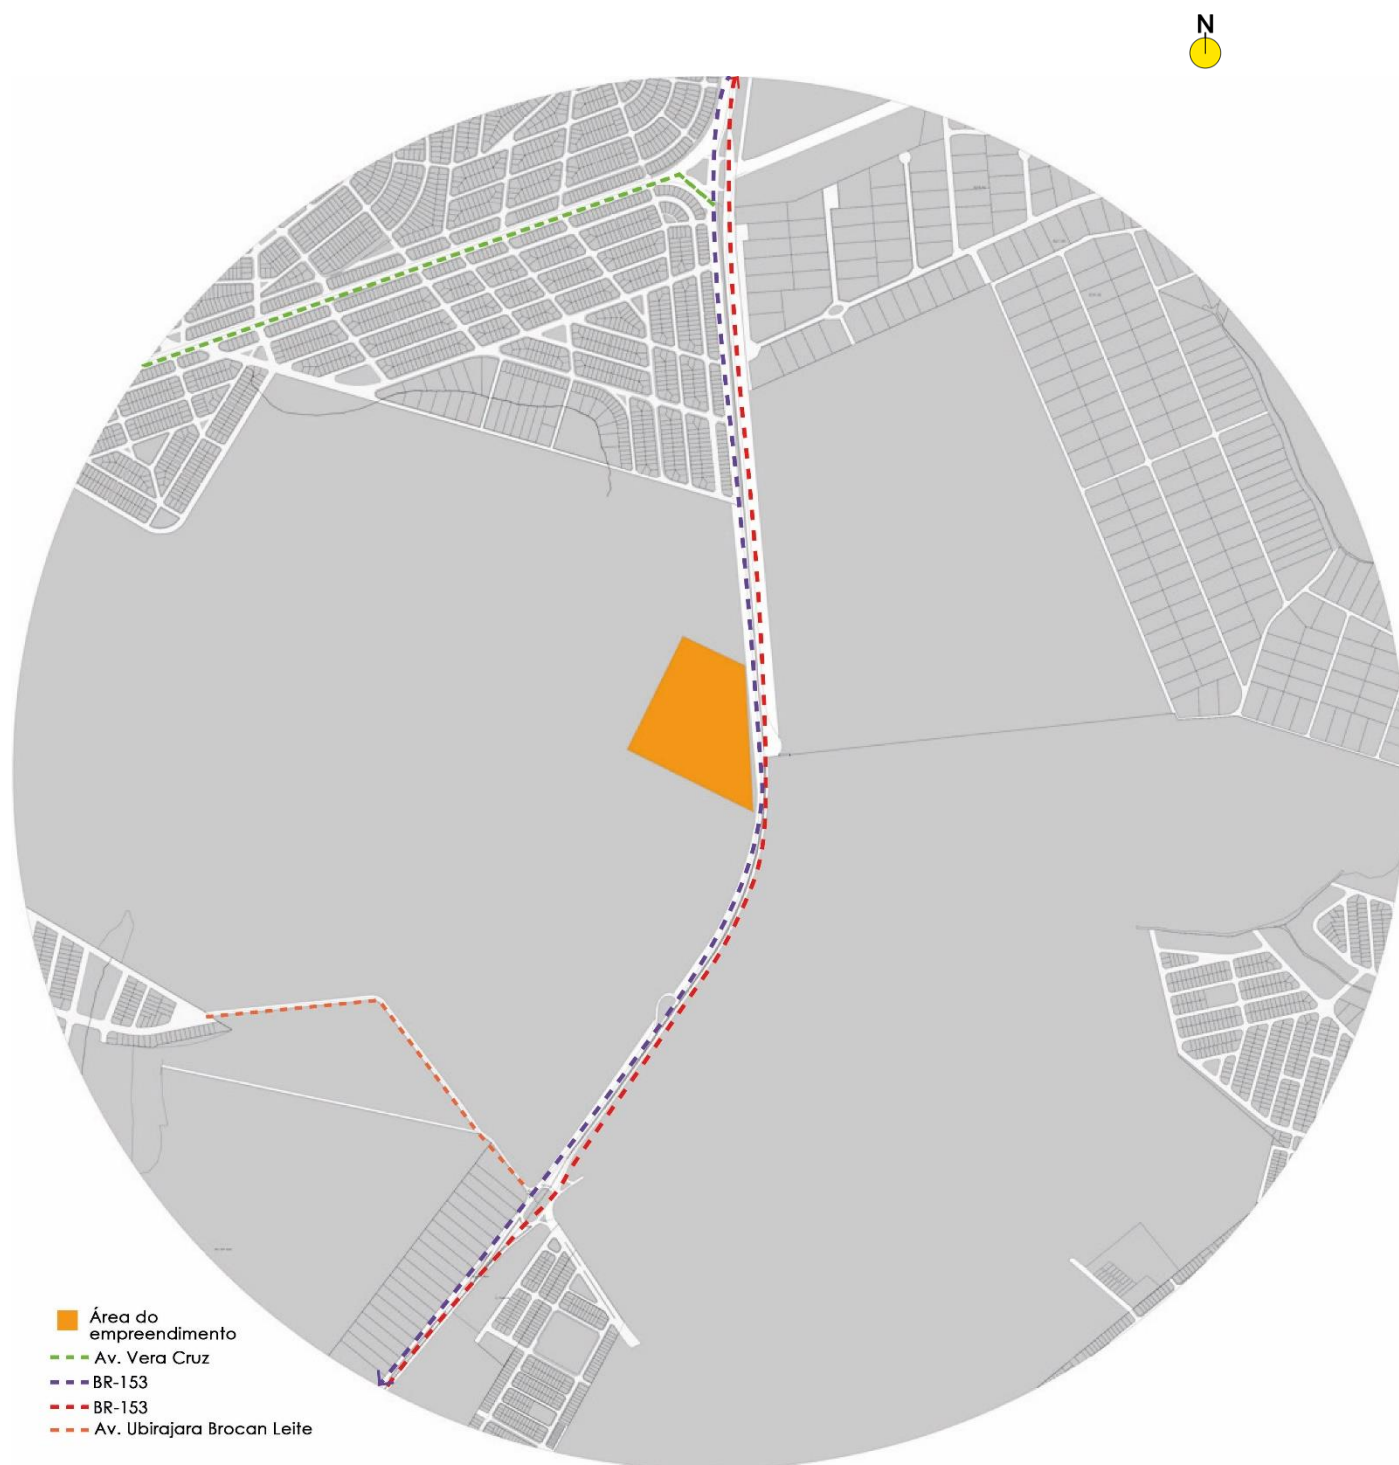 N
Área do
empreendimento
Av. Vera Cruz
BR-153
BR-153
Av. Ubirajara Brocan Leite